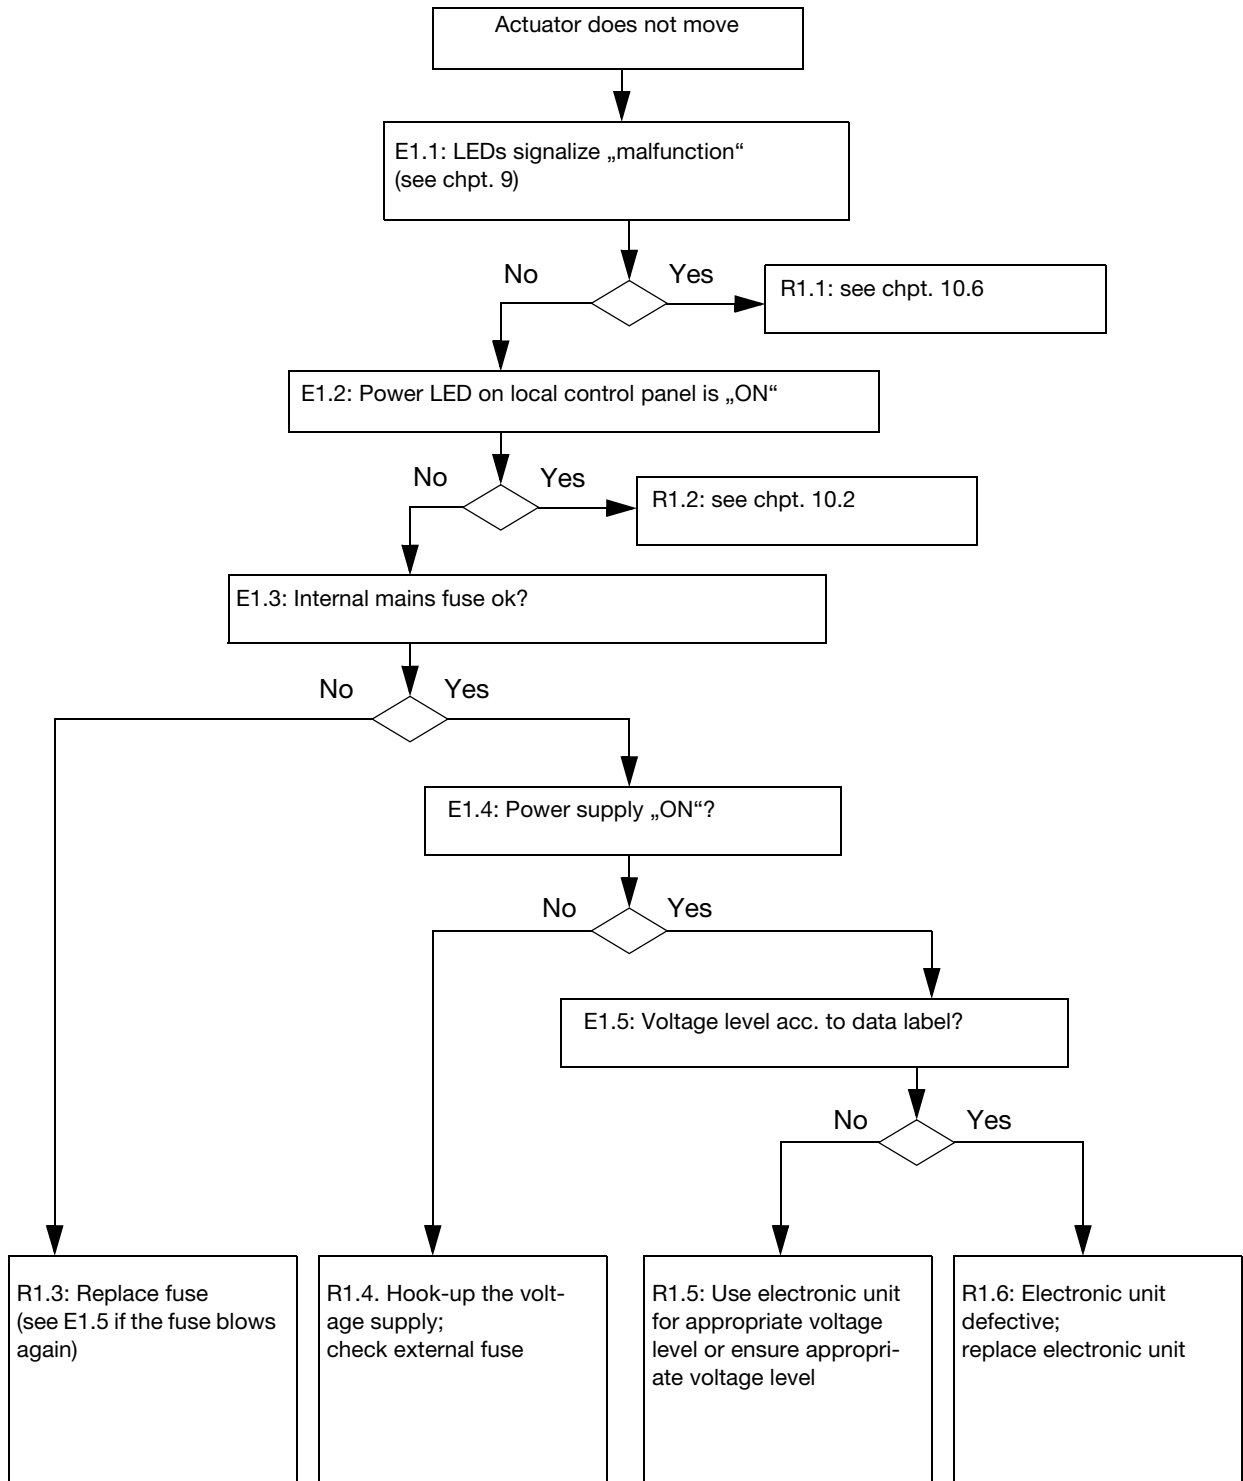 Actuator does not move
E1.1: LEDs signalize „malfunction“
(see chpt. 9)
No
Yes
R1.1: see chpt. 10.6
E1.2: Power LED on local control panel is „ON“
No
Yes
R1.2: see chpt. 10.2
E1.3: Internal mains fuse ok?
No
Yes
E1.4: Power supply „ON“?
No
Yes
E1.5: Voltage level acc. to data label?
No
Yes
R1.3: Replace fuse
(see E1.5 if the fuse blows
again)
R1.4. Hook-up the volt-
age supply;
check external fuse
R1.5: Use electronic unit
for appropriate voltage
level or ensure appropri-
ate voltage level
R1.6: Electronic unit
defective;
replace electronic unit